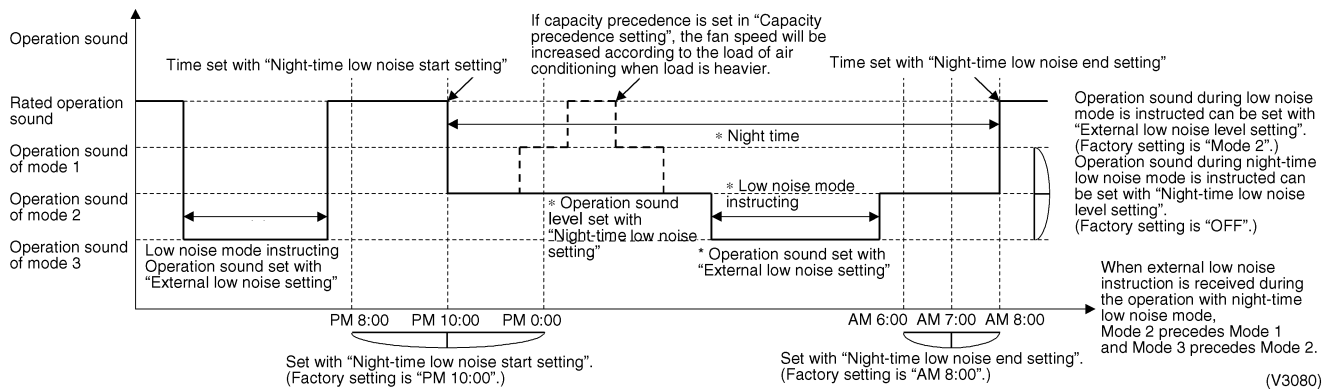 Operation sound
If capacity precedence is set in “Capacity
precedence setting”, the fan speed will be
increased according to the load of air
conditioning when load is heavier.
Time set with “Night-time low noise start setting”
Time set with “Night-time low noise end setting”
Rated operation
sound
Operation sound
of mode 1
Operation sound
of mode 2
Operation sound
of mode 3
* Night time
* Low noise mode
instructing
* Operation sound
level set with
“Night-time low noise
setting”
Low noise mode instructing
Operation sound set with
“External low noise setting”
* Operation sound set with
“External low noise setting”
Operation sound during low noise
mode is instructed can be set with
“External low noise level setting”.
(Factory setting is “Mode 2”.)
Operation sound during night-time
low noise mode is instructed can
be set with “Night-time low noise
level setting”.
(Factory setting is “OFF”.)
When external low noise
instruction is received during
the operation with night-time
low noise mode,
Mode 2 precedes Mode 1
and Mode 3 precedes Mode 2.
PM 8:00 PM 10:00 PM 0:00
AM 6:00 AM 7:00 AM 8:00
Set with “Night-time low noise start setting”.
(Factory setting is “PM 10:00”.)
Set with “Night-time low noise end setting”.
(Factory setting is “AM 8:00”.)
(V3080)